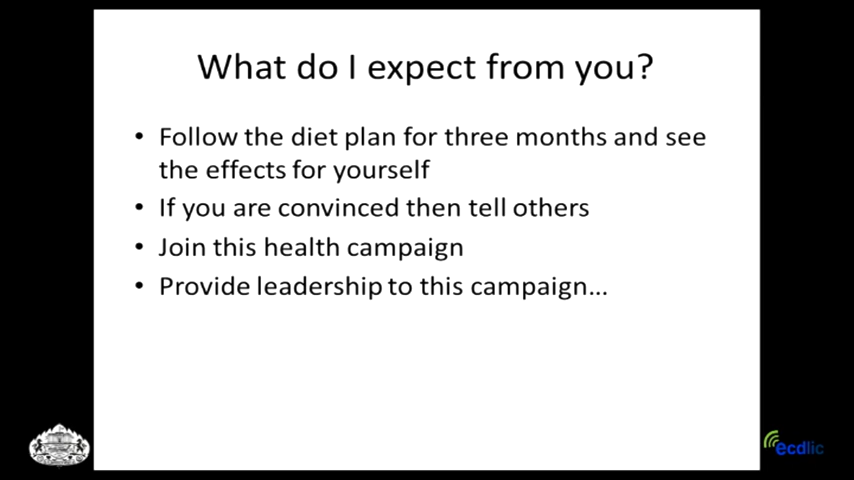 What do I expect from you?
• Follow the diet plan for three months and see
the effects for yourself
• If you are convinced then tell others
• Join this health campaign
• Provide leadership to this campaign...
ecdlic